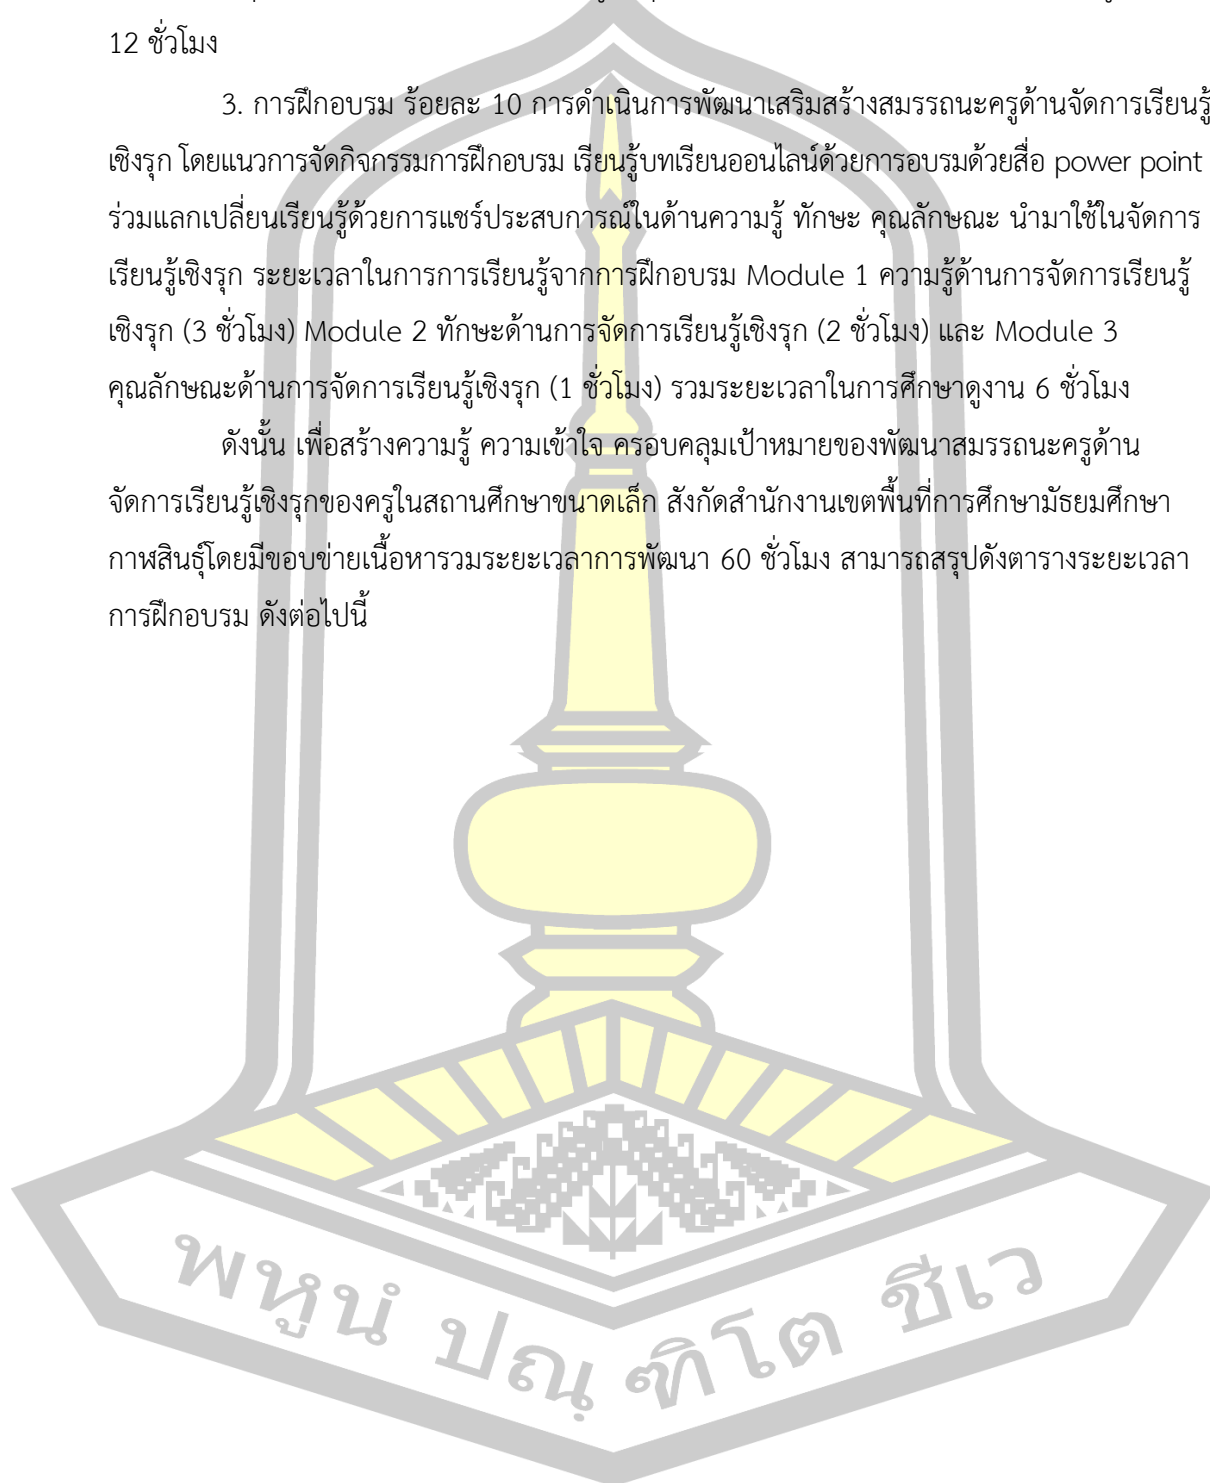 12 ชั่วโมง
3. การฝึกอบรม ร้อยละ 10 การดำเนินการพัฒนาเสริมสร้างสมรรถนะครูด้านจัดการเรียนรู้
เชิงรุก โดยแนวการจัดกิจกรรมการฝึกอบรม เรียนรู้บทเรียนออนไลน์ด้วยการอบรมด้วยสื่อ power point
ร่วมแลกเปลี่ยนเรียนรู้ด้วยการแชร์ประสบการณ์ในด้านความรู้ ทักษะ คุณลักษณะ นำมาใช้ในจัดการ
เรียนรู้เชิงรุก ระยะเวลาในการการเรียนรู้จากการฝึกอบรม Module 1 ความรู้ด้านการจัดการเรียนรู้
เชิงรุก (3 ชั่วโมง) Module 2 ทักษะด้านการจัดการเรียนรู้เชิงรุก (2 ชั่วโมง) และ Module 3
คุณลักษณะด้านการจัดการเรียนรู้เชิงรุก (1 ชั่วโมง) รวมระยะเวลาในการศึกษาดูงาน 6 ชั่วโมง
ดังนั้น เพื่อสร้างความรู้ ความเข้าใจ ครอบคลุมเป้าหมายของพัฒนาสมรรถนะครูด้าน
จัดการเรียนรู้เชิงรุกของครูในสถานศึกษาขนาดเล็ก สังกัดสำนักงานเขตพื้นที่การศึกษามัธยมศึกษา
กาฬสินธุ์โดยมีขอบข่ายเนื้อหารวมระยะเวลาการพัฒนา 60 ชั่วโมง สามารถสรุปดังตารางระยะเวลา
การฝึกอบรม ดังต่อไปนี้
พหูนํ ปณฺ ฑิโต ชีเว